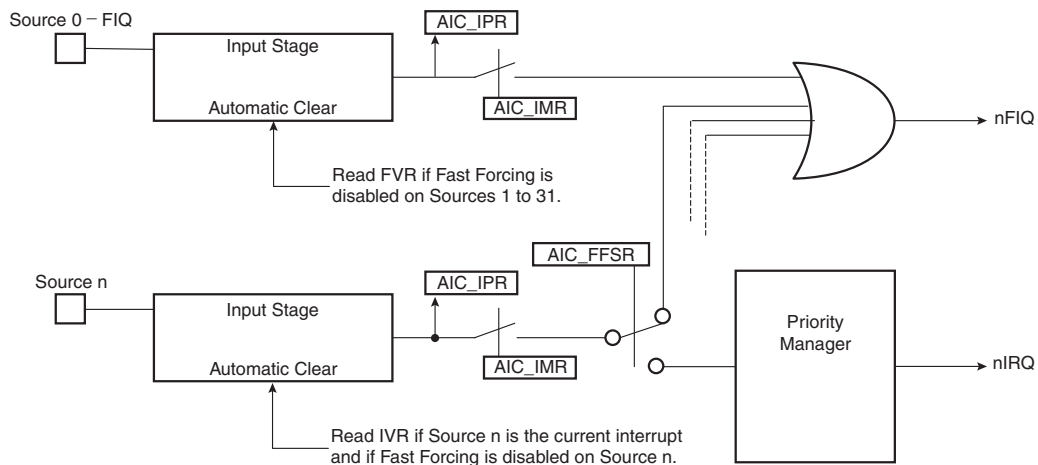 Source 0 – FIQ
AIC_IPR
Input Stage
Automatic Clear
AIC_IMR
nFIQ
Read FVR if Fast Forcing is
disabled on Sources 1 to 31.
AIC_FFSR
Source n
AIC_IPR
Input Stage
Priority
Manager
Automatic Clear
AIC_IMR
nIRQ
Read IVR if Source n is the current interrupt
and if Fast Forcing is disabled on Source n.